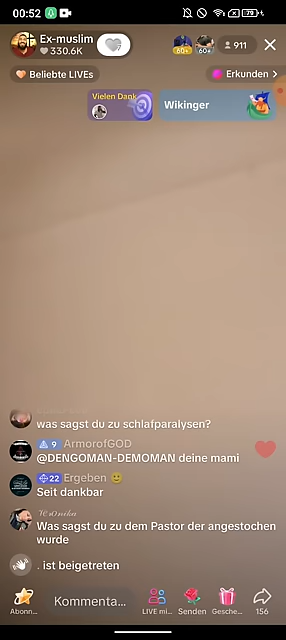 00:52
79
Ex-muslim
330.6K
60+
60+
911
Beliebte LIVEs
Erkunden
Vielen Dank
Wikinger
was sagst du zu schlafparalysen?
9 ArmorofGOD
@DENGOMAN-DEMOMAN deine mami
22 Ergeben 🙂
Seit dankbar
Was sagst du zu dem Pastor der angestochen
wurde
. ist beigetreten
Abonn...
Kommenta...
LIVE mi...
Senden
Gesche...
156